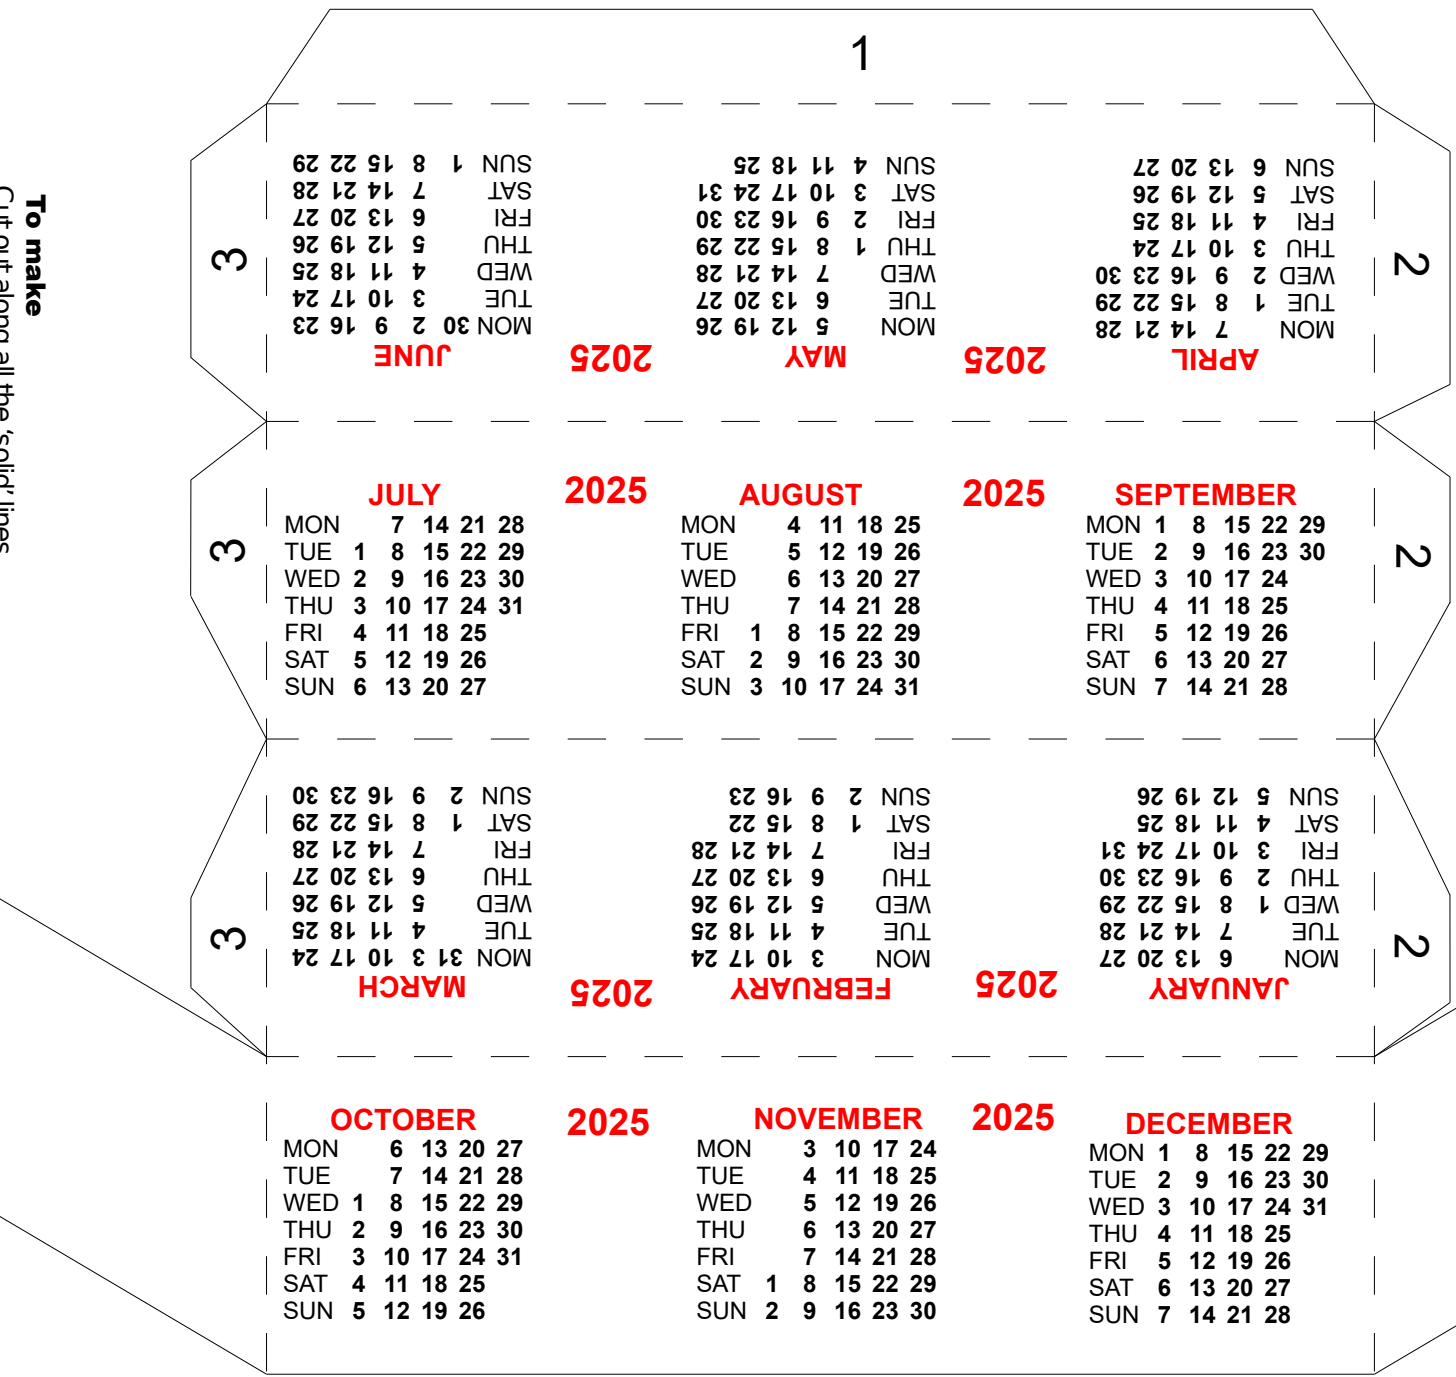 To make
Cut out along all the ‘solid’ lines
1
3
2
APRIL
MON 7 14 21 28
TUE 1 8 15 22 29
WED 2 9 16 23 30
THU 3 10 17 24
FRI 4 11 18 25
SAT 5 12 19 26
SUN 6 13 20 27
2025
MAY
MON 5 12 19 26
TUE 6 13 20 27
WED 7 14 21 28
THU 1 8 15 22 29
FRI 2 9 16 23 30
SAT 3 10 17 24 31
SUN 4 11 18 25
2025
JUNE
MON 30 2 9 16 23
TUE 3 10 17 24
WED 4 11 18 25
THU 5 12 19 26
FRI 6 13 20 27
SAT 7 14 21 28
SUN 1 8 15 22 29
3
2
JULY
MON 7 14 21 28
TUE 1 8 15 22 29
WED 2 9 16 23 30
THU 3 10 17 24 31
FRI 4 11 18 25
SAT 5 12 19 26
SUN 6 13 20 27
2025
AUGUST
MON 4 11 18 25
TUE 5 12 19 26
WED 6 13 20 27
THU 7 14 21 28
FRI 1 8 15 22 29
SAT 2 9 16 23 30
SUN 3 10 17 24 31
2025
SEPTEMBER
MON 1 8 15 22 29
TUE 2 9 16 23 30
WED 3 10 17 24
THU 4 11 18 25
FRI 5 12 19 26
SAT 6 13 20 27
SUN 7 14 21 28
3
2
JANUARY
MON 6 13 20 27
TUE 7 14 21 28
WED 1 8 15 22 29
THU 2 9 16 23 30
FRI 3 10 17 24 31
SAT 4 11 18 25
SUN 5 12 19 26
2025
FEBRUARY
MON 3 10 17 24
TUE 4 11 18 25
WED 5 12 19 26
THU 6 13 20 27
FRI 7 14 21 28
SAT 1 8 15 22
SUN 2 9 16 23
2025
MARCH
MON 31 3 10 17 24
TUE 4 11 18 25
WED 5 12 19 26
THU 6 13 20 27
FRI 7 14 21 28
SAT 1 8 15 22 29
SUN 2 9 16 23 30
OCTOBER
MON 6 13 20 27
TUE 7 14 21 28
WED 1 8 15 22 29
THU 2 9 16 23 30
FRI 3 10 17 24 31
SAT 4 11 18 25
SUN 5 12 19 26
2025
NOVEMBER
MON 3 10 17 24
TUE 4 11 18 25
WED 5 12 19 26
THU 6 13 20 27
FRI 7 14 21 28
SAT 1 8 15 22 29
SUN 2 9 16 23 30
2025
DECEMBER
MON 1 8 15 22 29
TUE 2 9 16 23 30
WED 3 10 17 24 31
THU 4 11 18 25
FRI 5 12 19 26
SAT 6 13 20 27
SUN 7 14 21 28